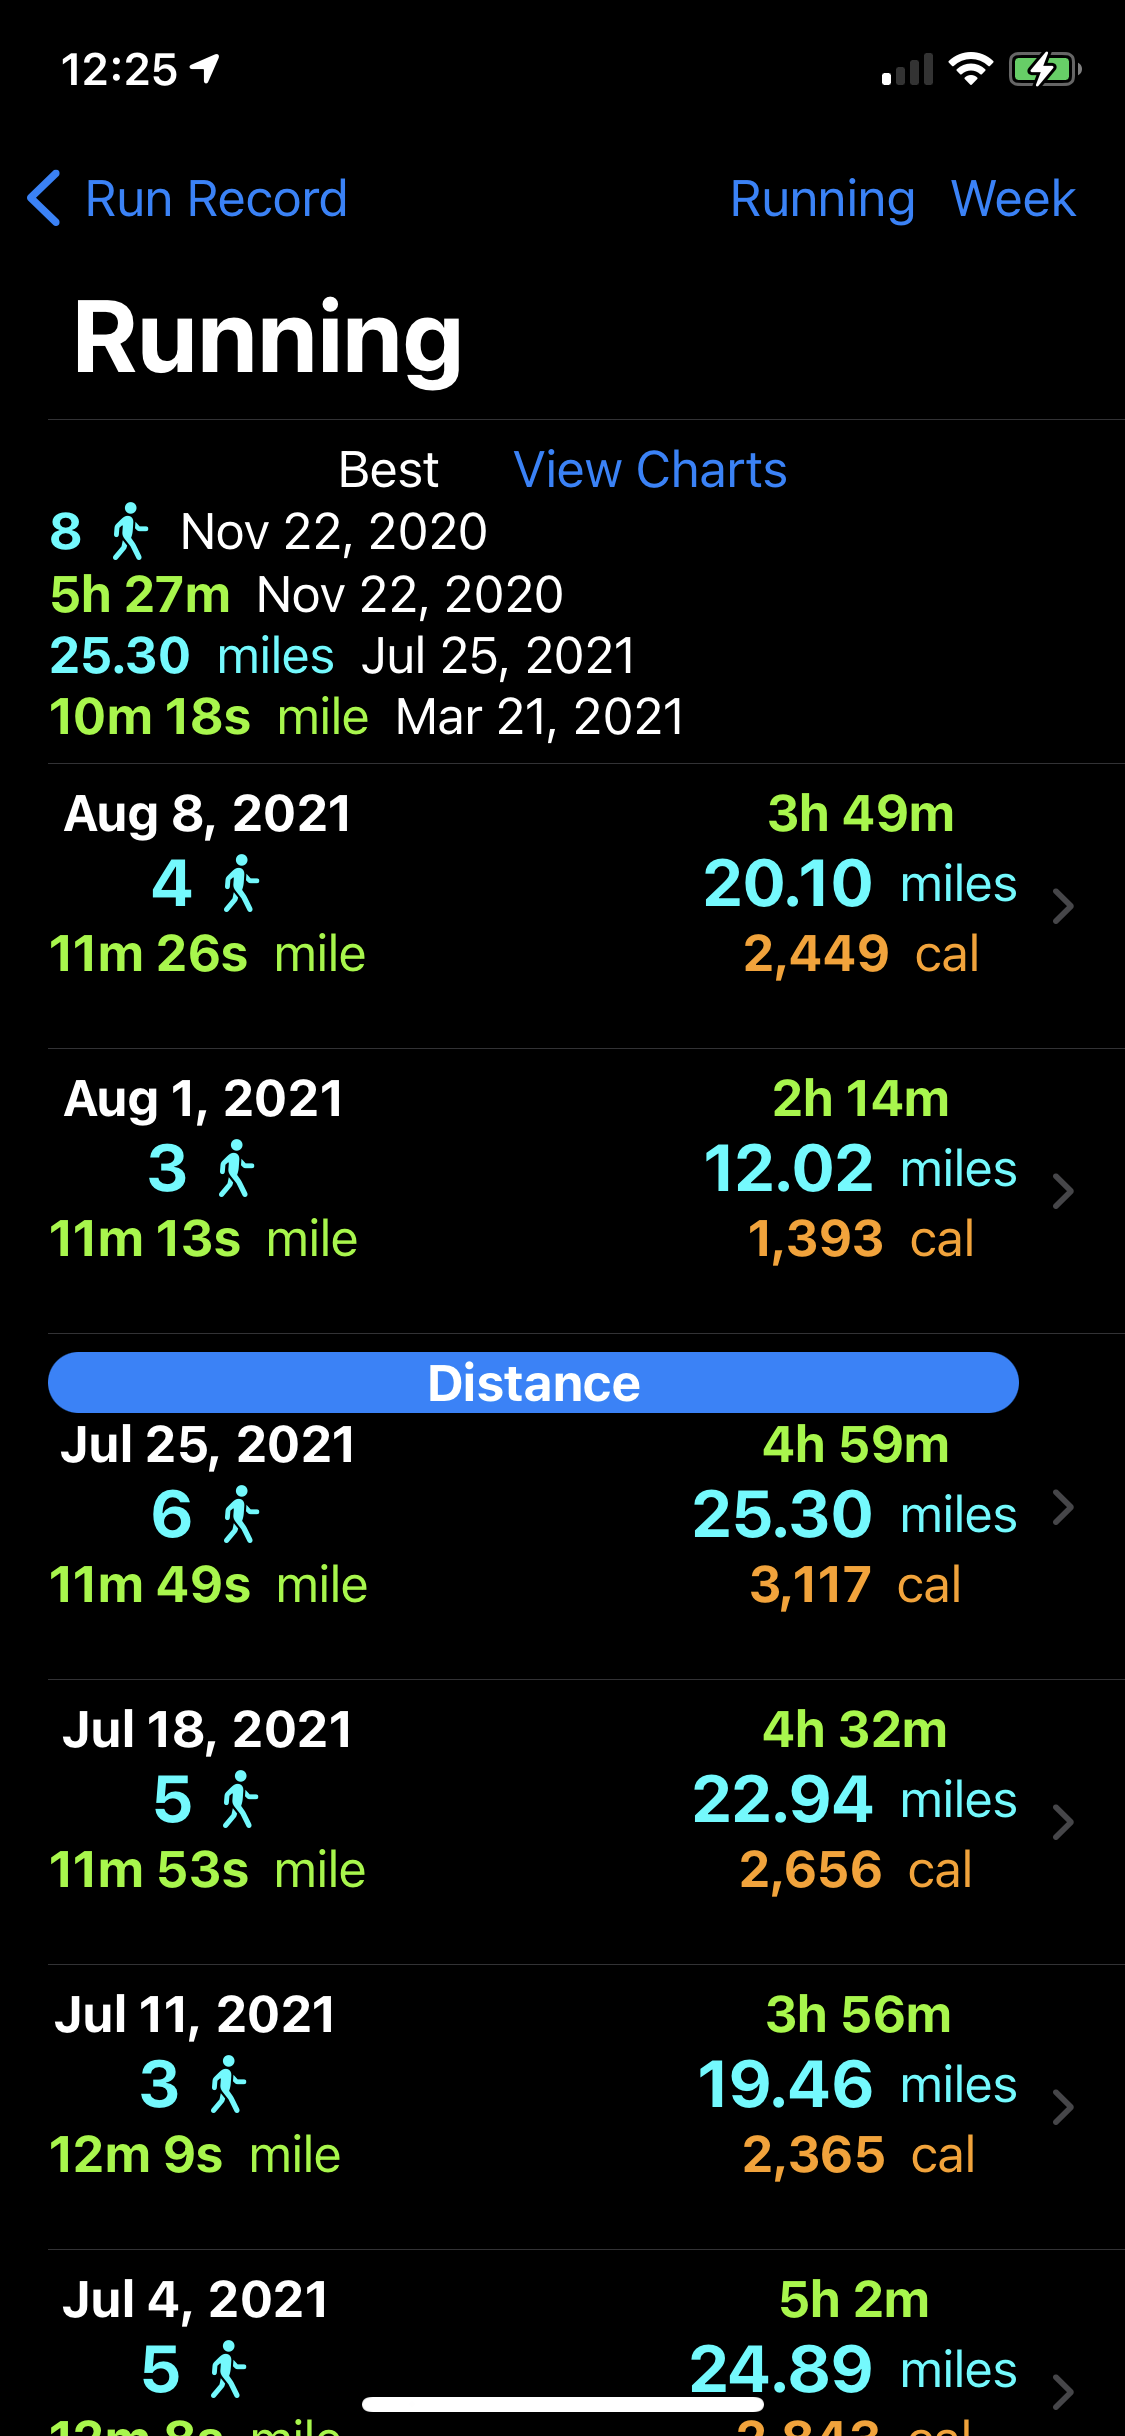 12:25
Run Record Running Week
Running
Best View Charts
8 Nov 22, 2020
5h 27m Nov 22, 2020
25.30 miles Jul 25, 2021
10m 18s mile Mar 21, 2021
Aug 8, 2021 3h 49m
4 20.10 miles
11m 26s mile 2,449 cal
Aug 1, 2021 2h 14m
3 12.02 miles
11m 13s mile 1,393 cal
Distance
Jul 25, 2021 4h 59m
6 25.30 miles
11m 49s mile 3,117 cal
Jul 18, 2021 4h 32m
5 22.94 miles
11m 53s mile 2,656 cal
Jul 11, 2021 3h 56m
3 19.46 miles
12m 9s mile 2,365 cal
Jul 4, 2021 5h 2m
5 24.89 miles
12m 8s mile 2,843 cal